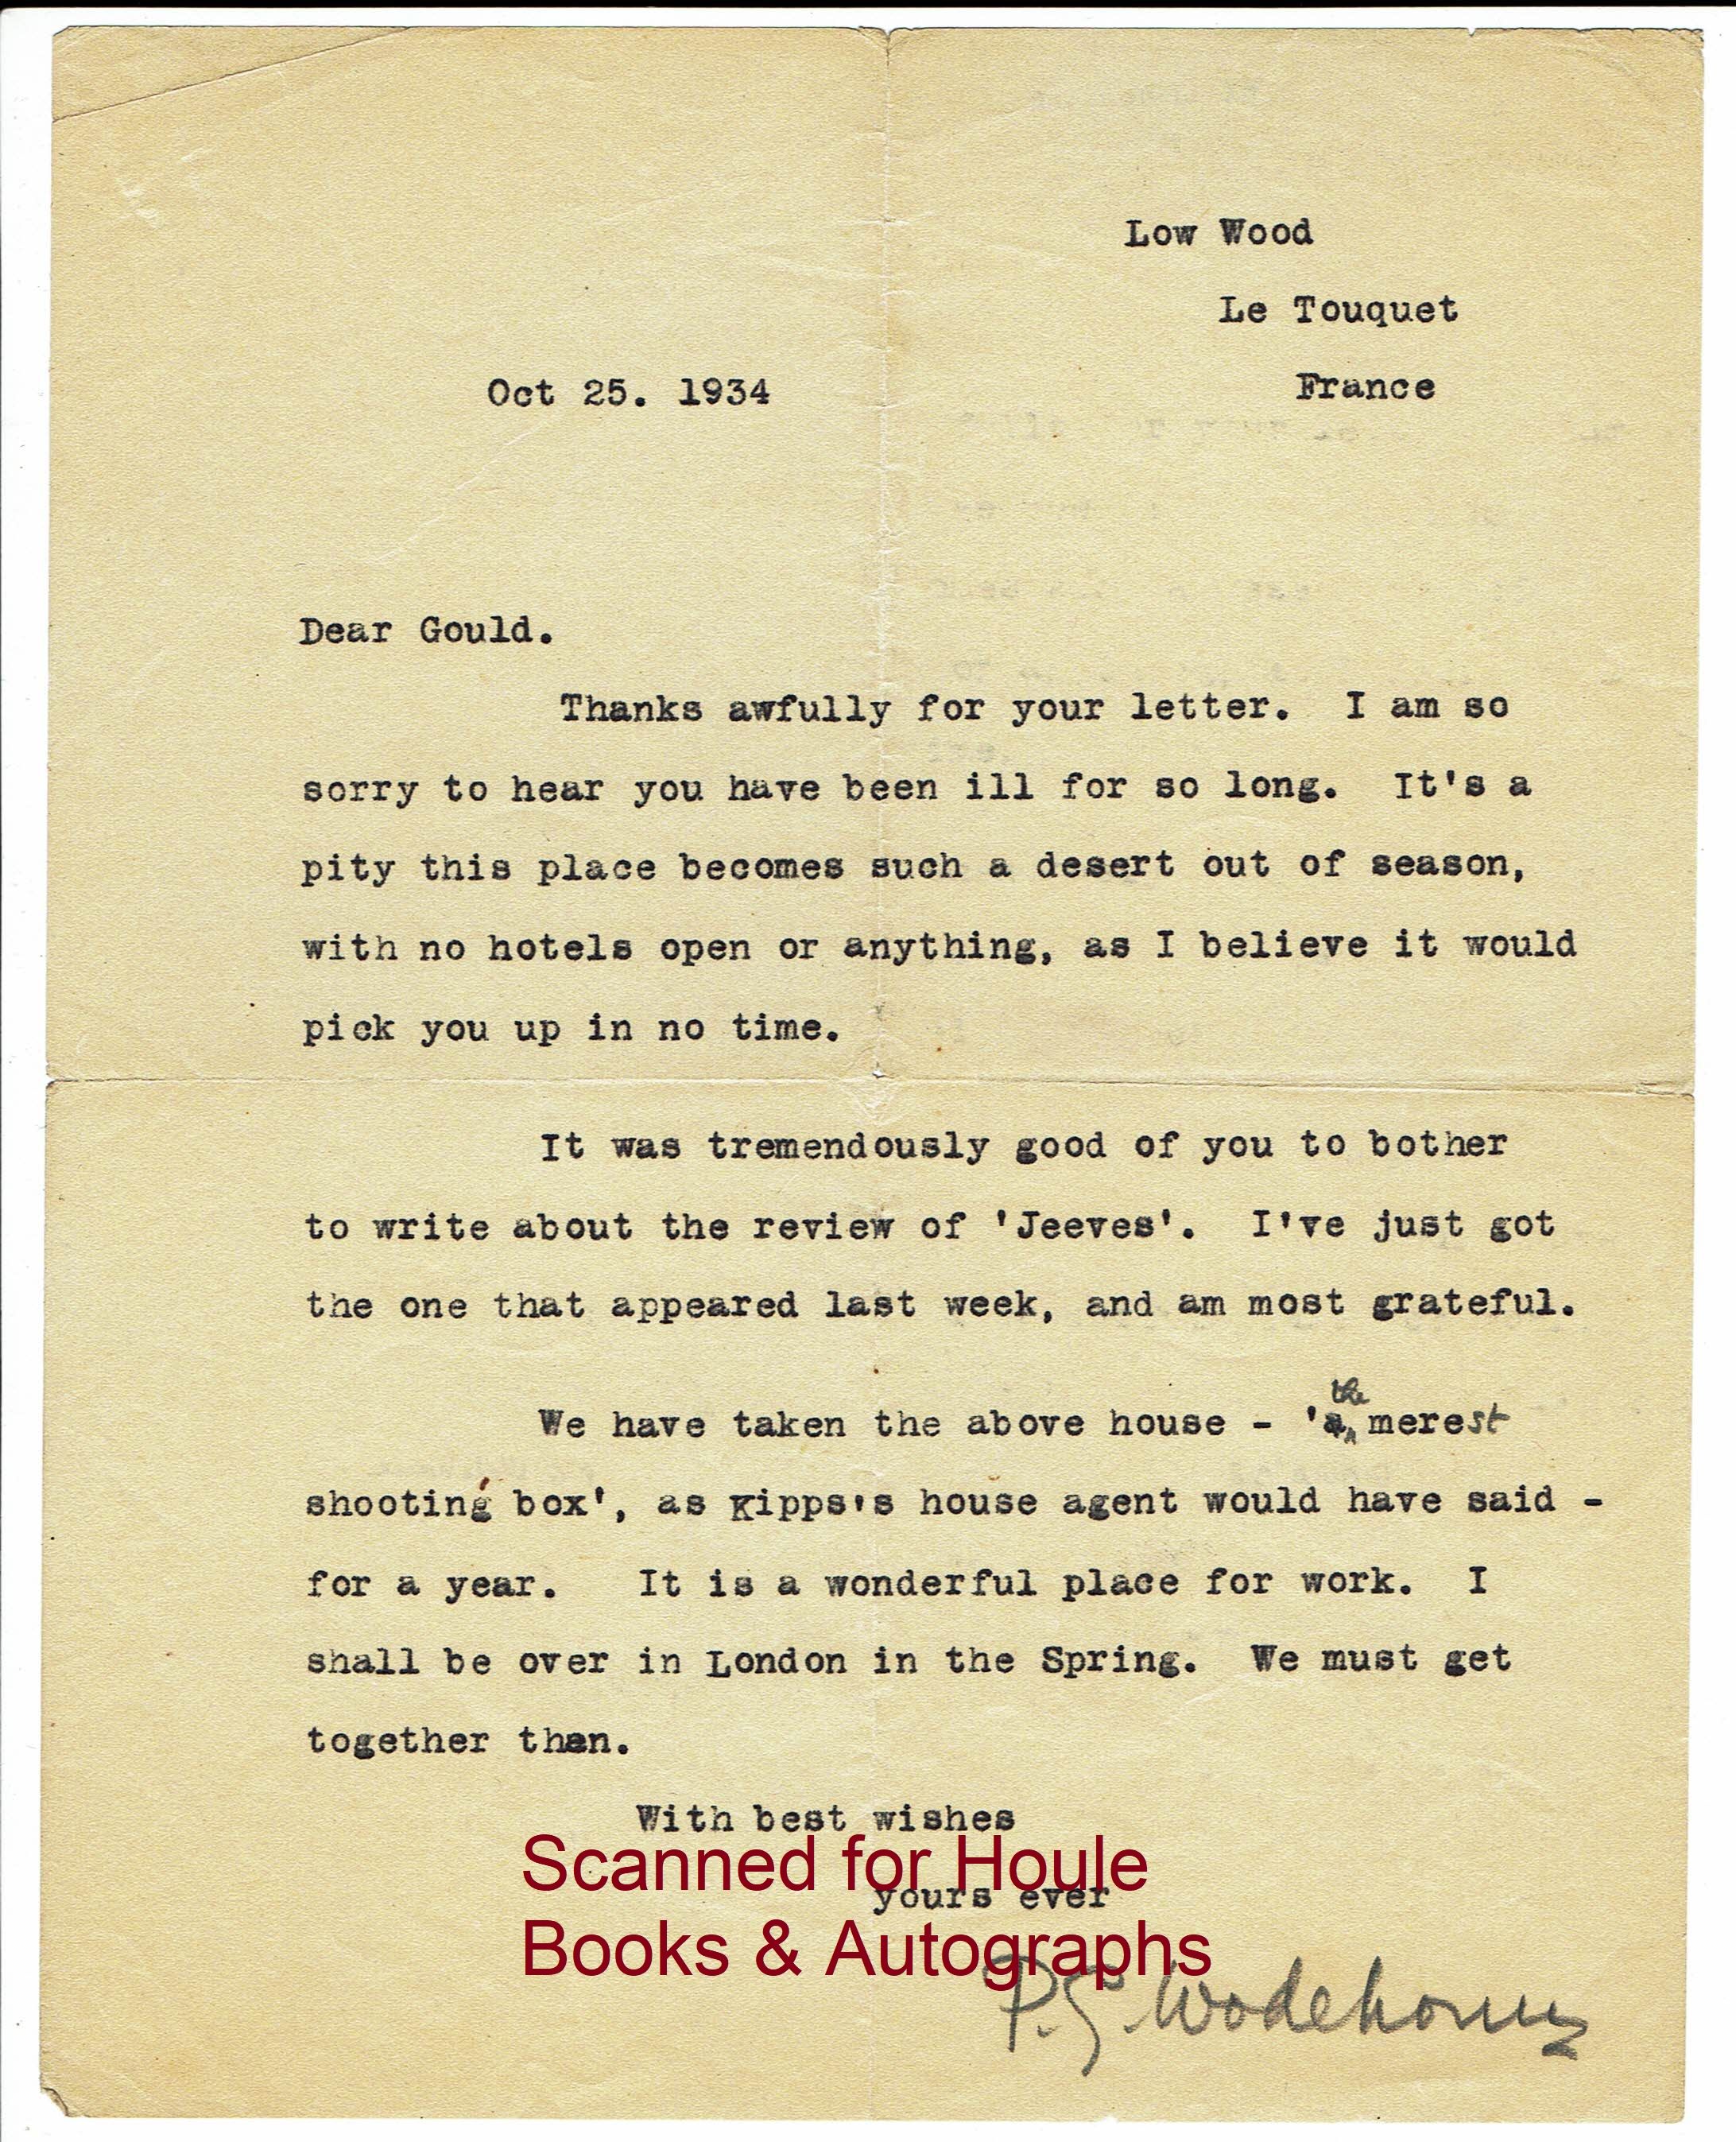 Low Wood
Le Touquet
Oct 25. 1934 France
Dear Gould.
Thanks awfully for your letter. I am so
sorry to hear you have been ill for so long. It's a
pity this place becomes such a desert out of season,
with no hotels open or anything, as I believe it would
pick you up in no time.
It was tremendously good of you to bother
to write about the review of 'Jeeves'. I've just got
the one that appeared last week, and am most grateful.
the
We have taken the above house - 'a merest
shooting box', as Kipps's house agent would have said -
for a year. It is a wonderful place for work. I
shall be over in London in the Spring. We must get
together then.
With best wishes
Scanned for Houle
yours ever
Books & Autographs
P.G. Wodehouse